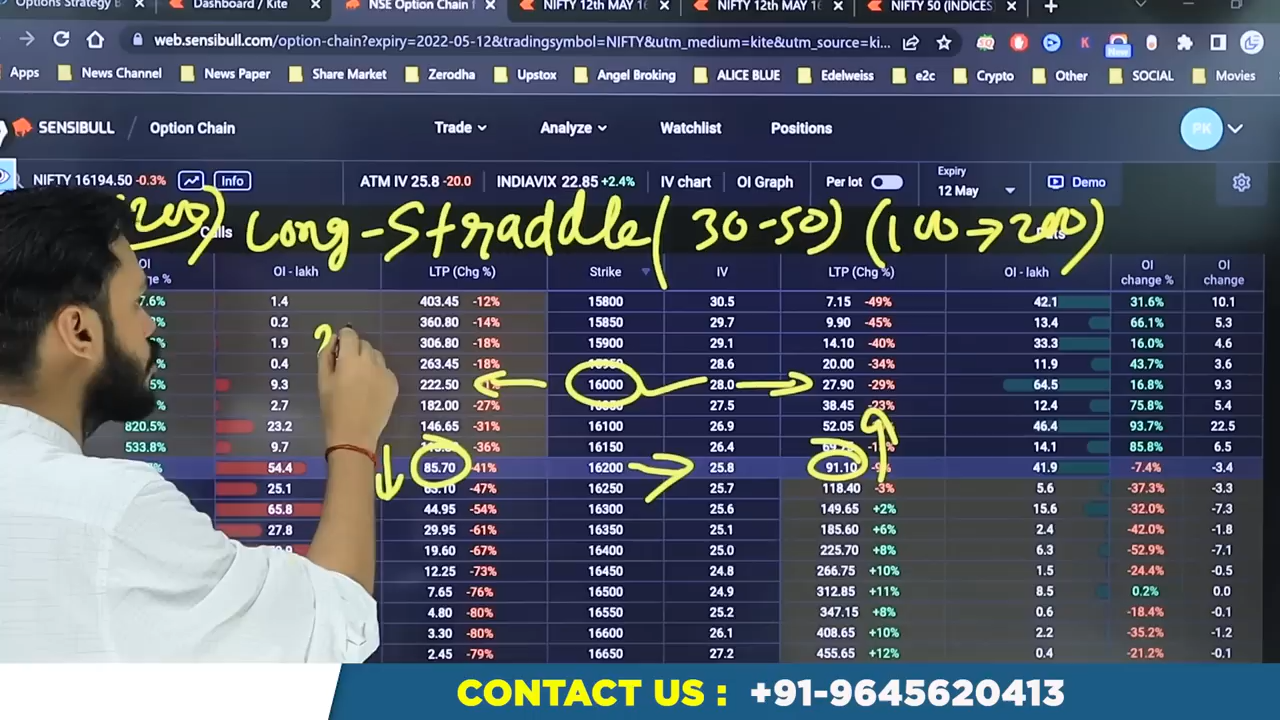 Options Strategy B
Dashboard / Kite
NSE Option Chain
NIFTY 12th MAY 16
NIFTY 12th MAY 16
NIFTY 50 (INDICES
web.sensibull.com/option-chain?expiry=2022-05-12&tradingsymbol=NIFTY&utm_medium=kite&utm_source=ki...
New
Apps News Channel News Paper Share Market Zerodha Upstox Angel Broking ALICE BLUE Edelweiss e2c Crypto Other SOCIAL Movies
SENSIBULL / Option Chain Trade Analyze Watchlist Positions PK
NIFTY 16194.50 -0.3% Info ATM IV 25.8 -20.0 INDIAVIX 22.85 +2.4% IV chart OI Graph Per lot Expiry 12 May Demo
Long-Straddle (30-50) (100→200)
OI - lakh LTP (Chg %) Strike IV LTP (Chg %) OI - lakh OI change % OI change
1.4 403.45 -12% 15800 30.5 7.15 -49% 42.1 31.6% 10.1
0.2 360.80 -14% 15850 29.7 9.90 -45% 13.4 66.1% 5.3
1.9 306.80 -18% 15900 29.1 14.10 -40% 33.3 16.0% 4.6
0.4 263.45 -18% 28.6 20.00 -34% 11.9 43.7% 3.6
9.3 222.50 16000 28.0 27.90 -29% 64.5 16.8% 9.3
2.7 182.00 -27% 27.5 38.45 -23% 12.4 75.8% 5.4
820.5% 23.2 146.65 -31% 16100 26.9 52.05 46.4 93.7% 22.5
533.8% 9.7 -36% 16150 26.4 14.1 85.8% 6.5
54.4 85.70 -41% 16200 25.8 91.10 41.9 -7.4% -3.4
25.1 -47% 16250 25.7 118.40 -3% 5.6 -37.3% -3.3
65.8 44.95 -54% 16300 25.6 149.65 +2% 15.6 -32.0% -7.3
27.8 29.95 -61% 16350 25.1 185.60 +6% 2.4 -42.0% -1.8
19.60 -67% 16400 25.0 225.70 +8% 6.3 -52.9% -7.1
12.25 -73% 16450 24.8 266.75 +10% 1.5 -24.4% -0.5
7.65 -76% 16500 24.9 312.85 +11% 8.5 0.2% 0.0
4.80 -80% 16550 25.2 347.15 +8% 0.6 -18.4% -0.1
3.30 -80% 16600 26.1 408.65 +10% 2.2 -35.2% -1.2
2.45 -79% 16650 27.2 455.65 +12% 0.4 -21.2% -0.1
CONTACT US : +91-9645620413